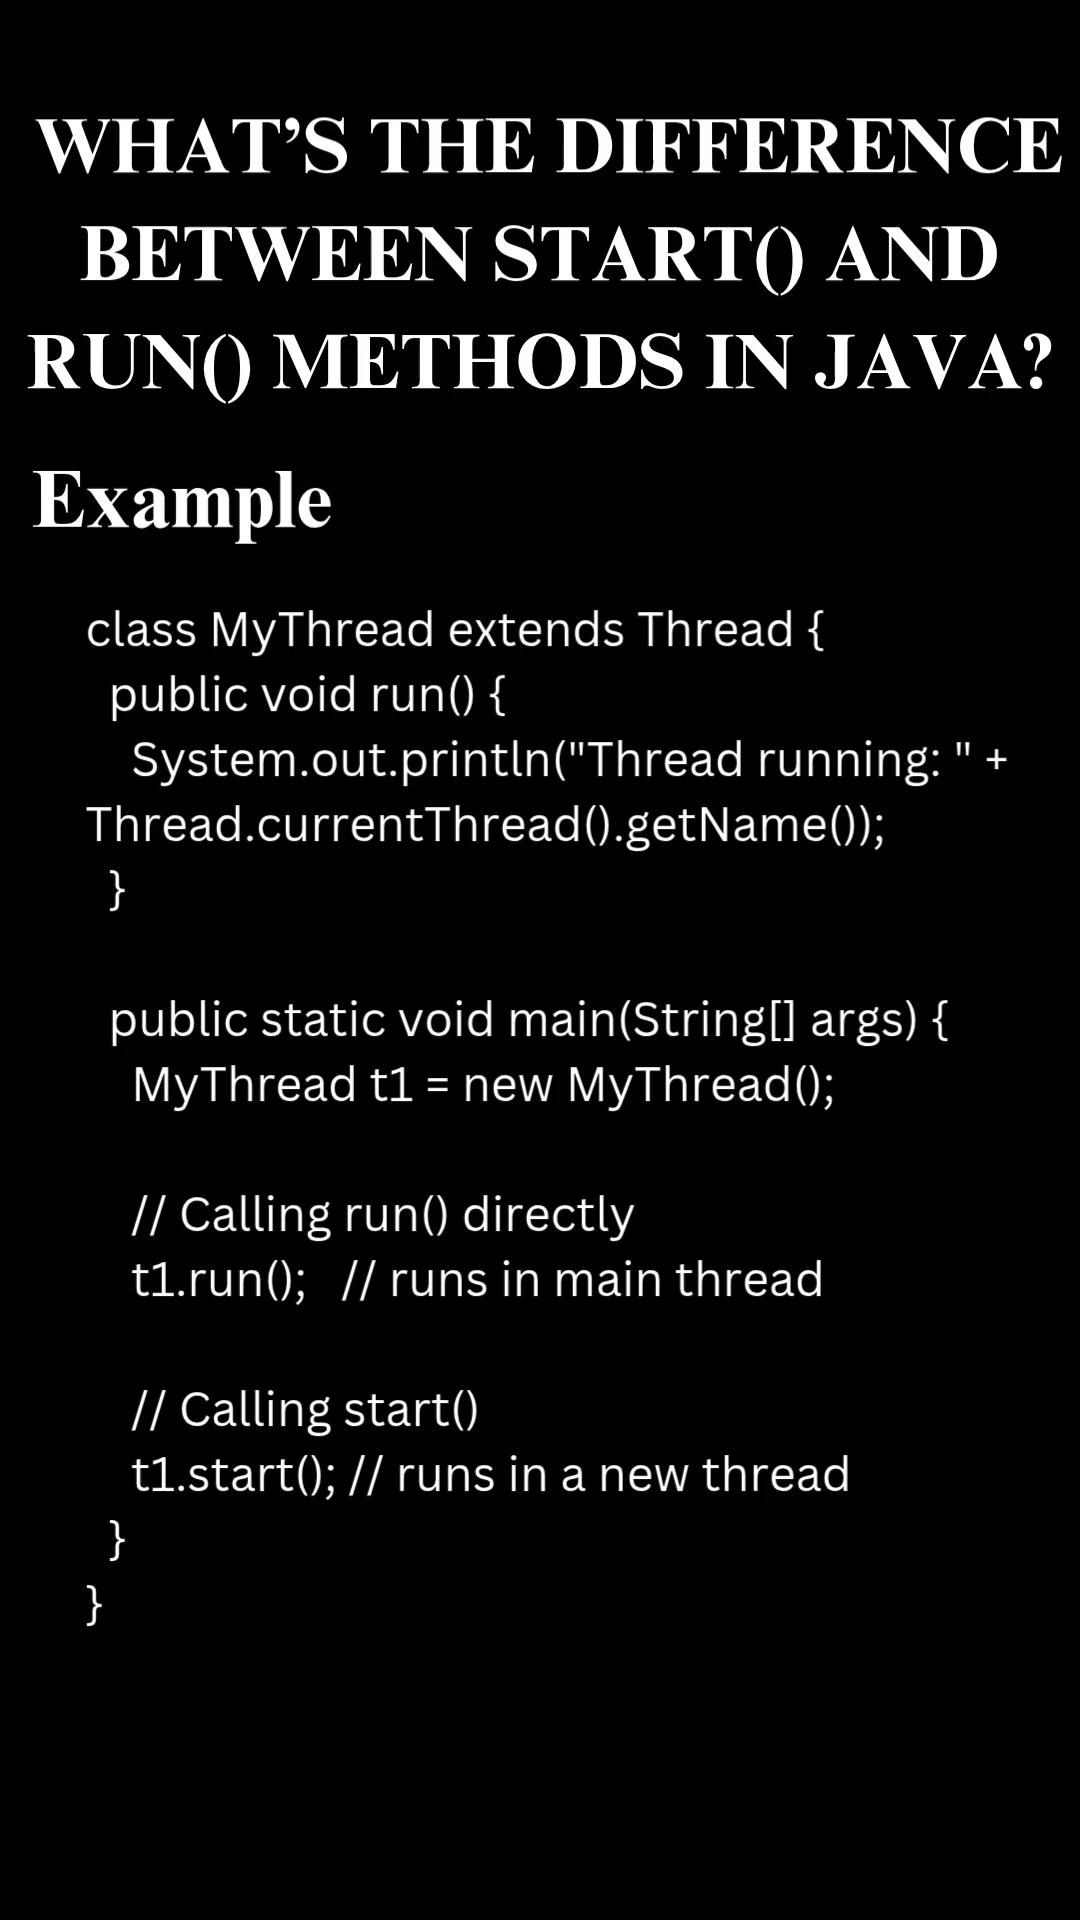 WHAT’S THE DIFFERENCE
BETWEEN START() AND
RUN() METHODS IN JAVA?
Example
class MyThread extends Thread {
public void run() {
System.out.println("Thread running: " +
Thread.currentThread().getName());
}
public static void main(String[] args) {
MyThread t1 = new MyThread();
// Calling run() directly
t1.run();   // runs in main thread
// Calling start()
t1.start(); // runs in a new thread
}
}